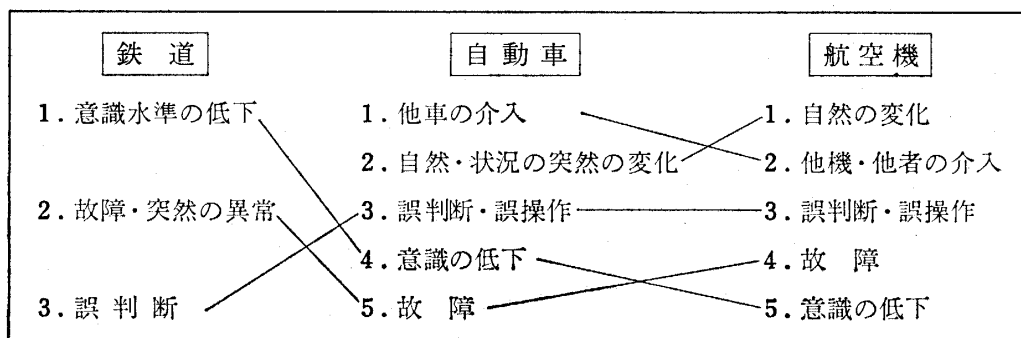 鉄道 自動車 航空機
1.意識水準の低下 1.他車の介入 1.自然の変化
2.自然・状況の突然の変化 2.他機・他者の介入
2.故障・突然の異常 3.誤判断・誤操作 3.誤判断・誤操作
4.意識の低下 4.故障
3.誤判断 5.故障 5.意識の低下